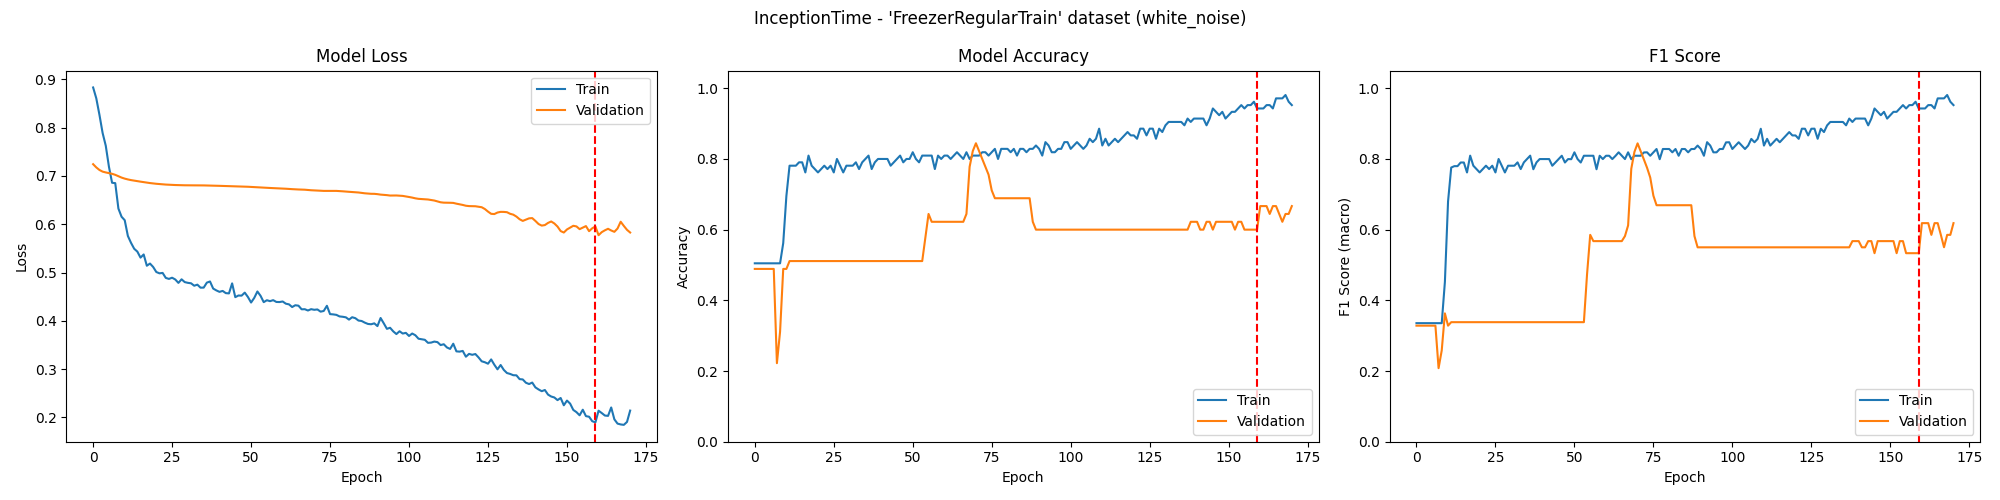 InceptionTime - 'FreezerRegularTrain' dataset (white_noise)
Model Loss
0.9
0.8
0.7
0.6
0.5
0.4
0.3
0.2
Loss
0 25 50 75 100 125 150 175
Epoch
Train
Validation
Model Accuracy
1.0
0.8
0.6
0.4
0.2
0.0
Accuracy
0 25 50 75 100 125 150 175
Epoch
Train
Validation
F1 Score
1.0
0.8
0.6
0.4
0.2
0.0
F1 Score (macro)
0 25 50 75 100 125 150 175
Epoch
Train
Validation